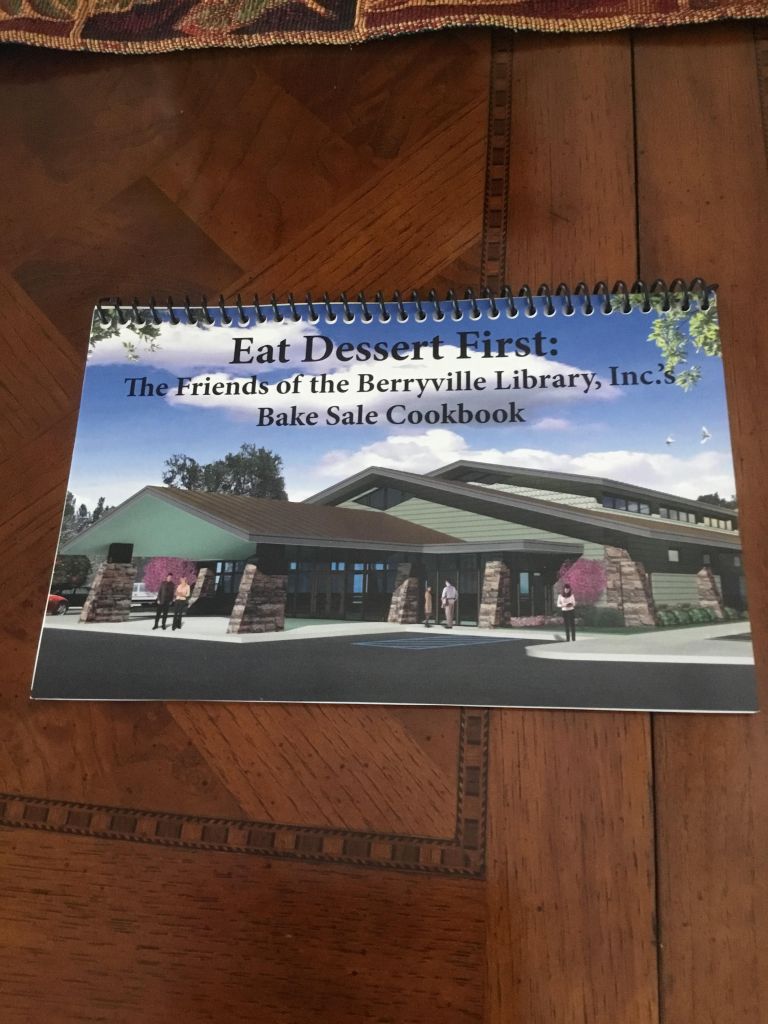 Eat Dessert First:
The Friends of the Berryville Library, Inc.'s
Bake Sale Cookbook